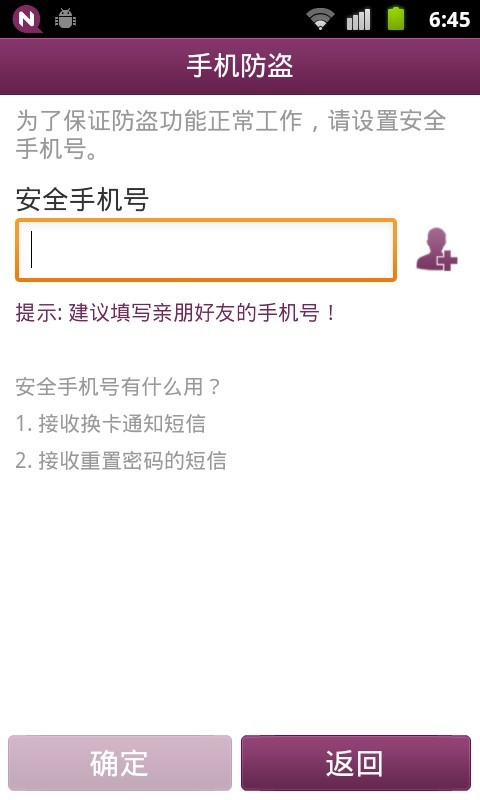 N
6:45
手机防盗
为了保证防盗功能正常工作，请设置安全
手机号。
安全手机号
提示: 建议填写亲朋好友的手机号！
安全手机号有什么用？
1. 接收换卡通知短信
2. 接收重置密码的短信
确定
返回